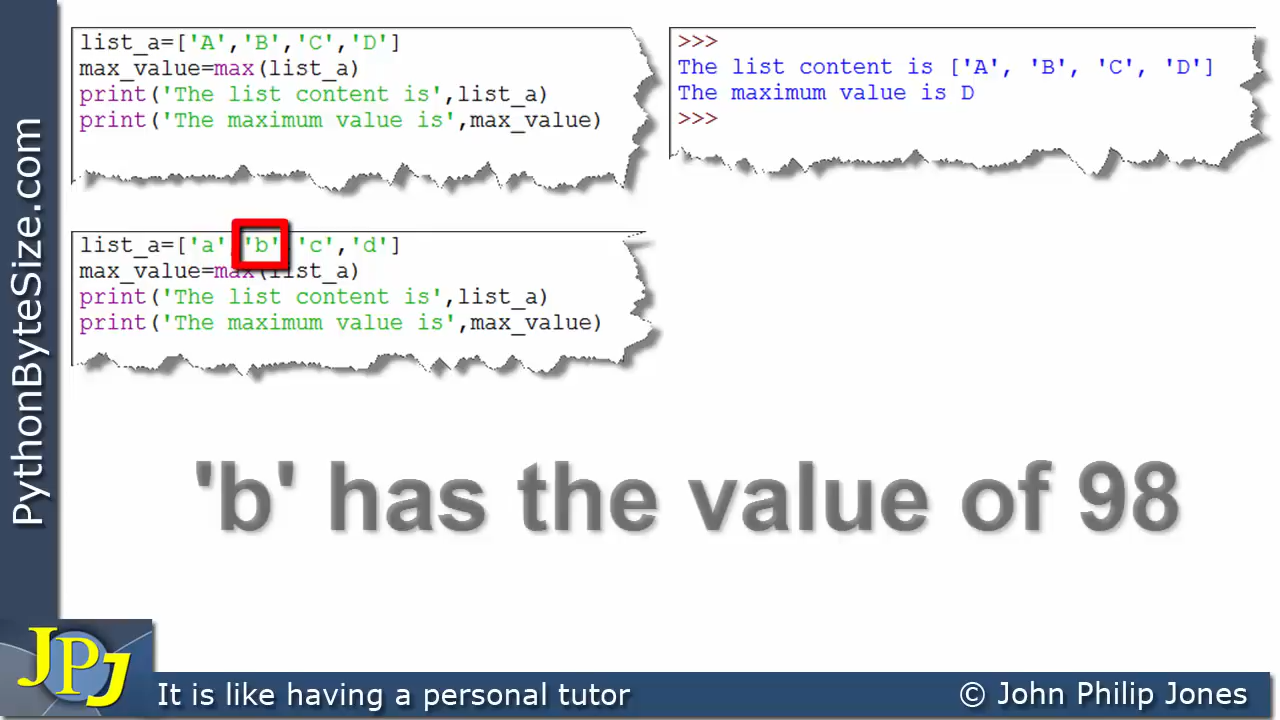 PythonByteSize.com
list_a=['A','B','C','D']
max_value=max(list_a)
print('The list content is',list_a)
print('The maximum value is',max_value)
>>>
The list content is ['A', 'B', 'C', 'D']
The maximum value is D
>>>
list_a=['a','b','c','d']
max_value=max(list_a)
print('The list content is',list_a)
print('The maximum value is',max_value)
'b' has the value of 98
JPJ
It is like having a personal tutor
© John Philip Jones